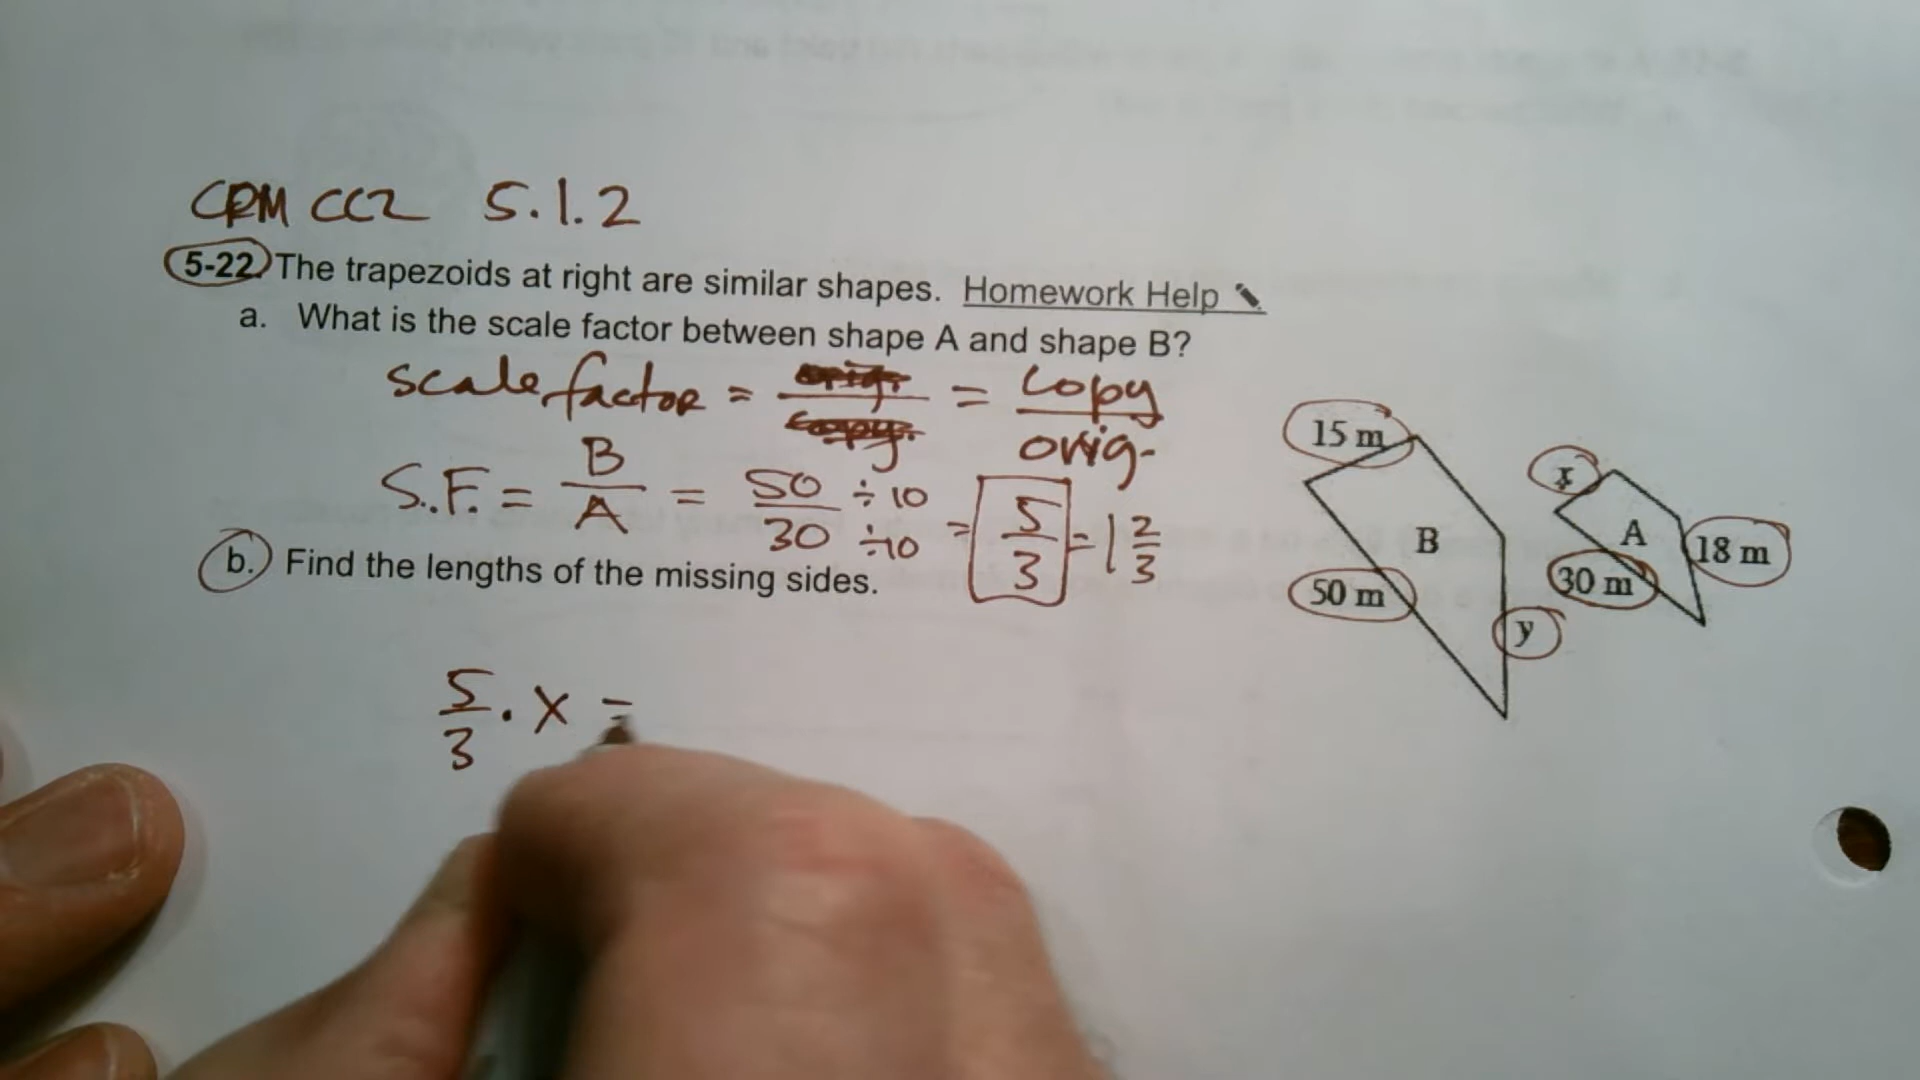 CPM CC2 5.1.2
5-22. The trapezoids at right are similar shapes. Homework Help
a. What is the scale factor between shape A and shape B?
scale factor = orig. / copy. = copy / orig.
S.F. = B / A = 50 ÷ 10 / 30 ÷ 10 = 5 / 3 = 1 2/3
b. Find the lengths of the missing sides.
5/3 · x =
15 m
B
50 m
y
x
A
18 m
30 m